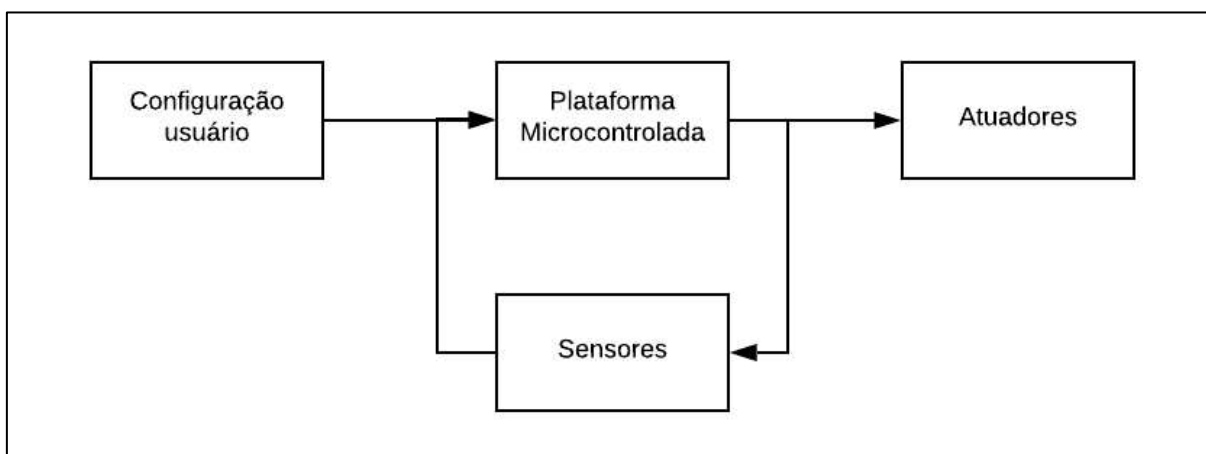 Configuração
usuário
Plataforma
Microcontrolada
Atuadores
Sensores